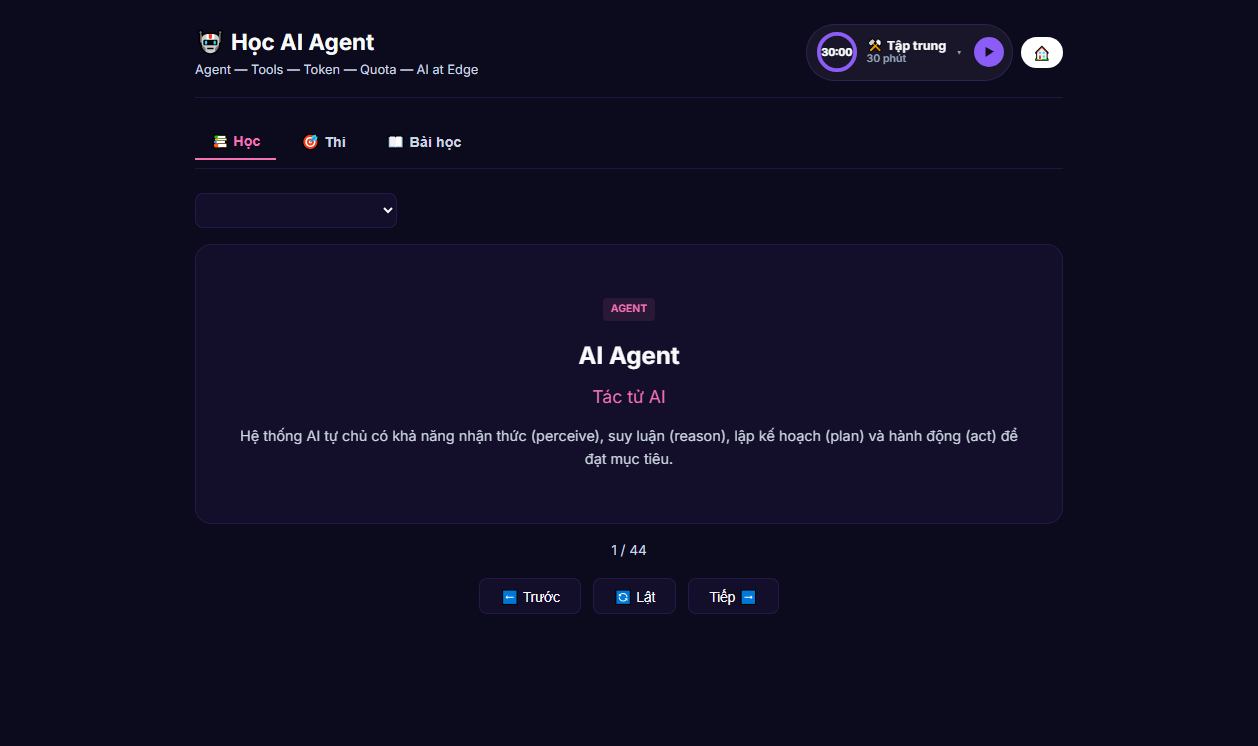 Học AI Agent
Agent — Tools — Token — Quota — AI at Edge
30:00
Tập trung
30 phút
Học
Thi
Bài học
AGENT
AI Agent
Tác tử AI
Hệ thống AI tự chủ có khả năng nhận thức (perceive), suy luận (reason), lập kế hoạch (plan) và hành động (act) để
đạt mục tiêu.
1 / 44
Trước
Lật
Tiếp